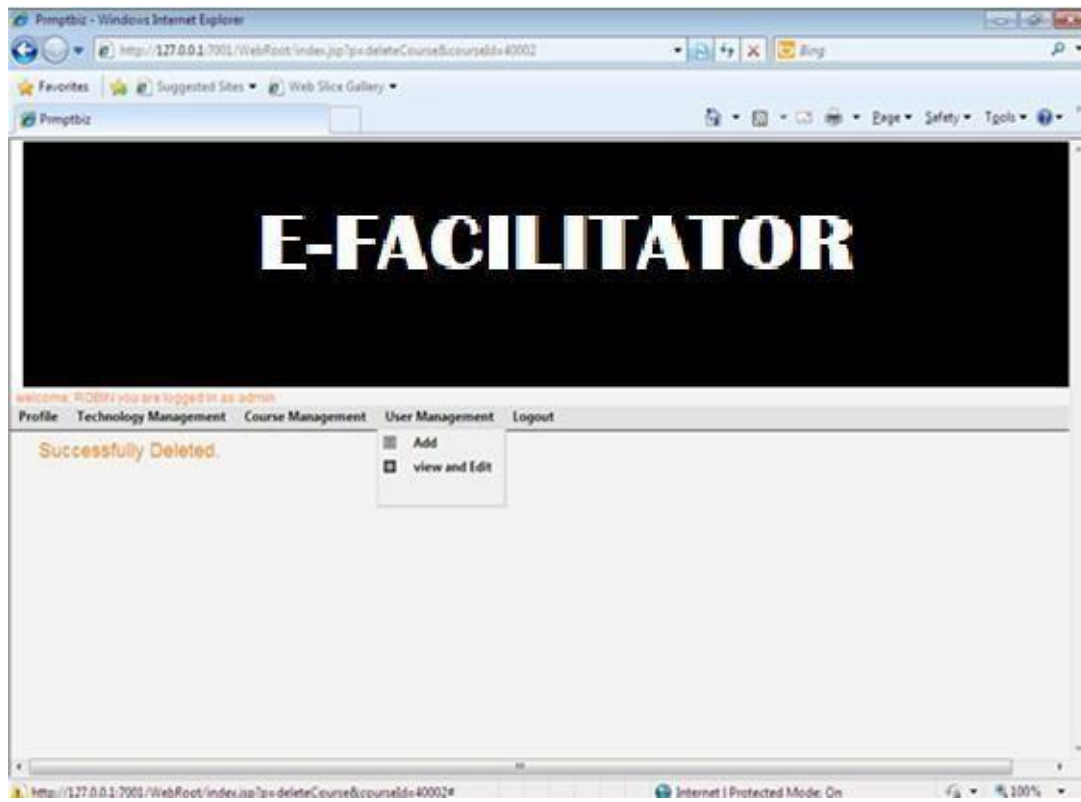 Prmptbiz - Windows Internet Explorer
http://127.0.0.1:7001/WebRoot/index.jsp?p=deleteCourse&courseId=40002
Bing
Favorites
Suggested Sites
Web Slice Gallery
Prmptbiz
Page
Safety
Tools
E-FACILITATOR
welcome, ROBIN you are logged in as admin
Profile Technology Management Course Management User Management Logout
Successfully Deleted.
Add
view and Edit
http://127.0.0.1:7001/WebRoot/index.jsp?p=deleteCourse&courseId=40002#
Internet | Protected Mode: On
100%